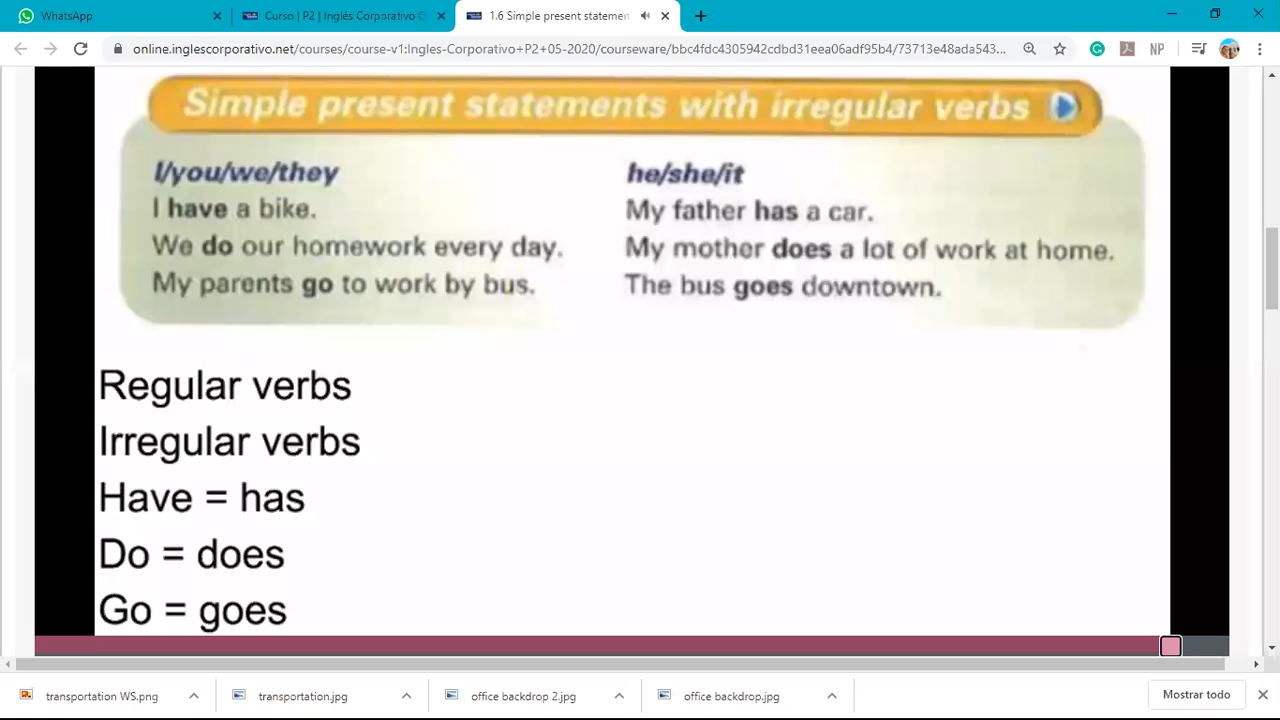 WhatsApp
Curso | P2 | Inglés Corporativo
1.6 Simple present statemen
online.inglescorporativo.net/courses/course-v1:Ingles-Corporativo+P2+05-2020/courseware/bbc4fdc4305942cdbd31eea06adf95b4/73713e48ada543...
NP
Simple present statements with irregular verbs
I/you/we/they
I have a bike.
We do our homework every day.
My parents go to work by bus.
he/she/it
My father has a car.
My mother does a lot of work at home.
The bus goes downtown.
Regular verbs
Irregular verbs
Have = has
Do = does
Go = goes
transportation WS.png
transportation.jpg
office backdrop 2.jpg
office backdrop.jpg
Mostrar todo